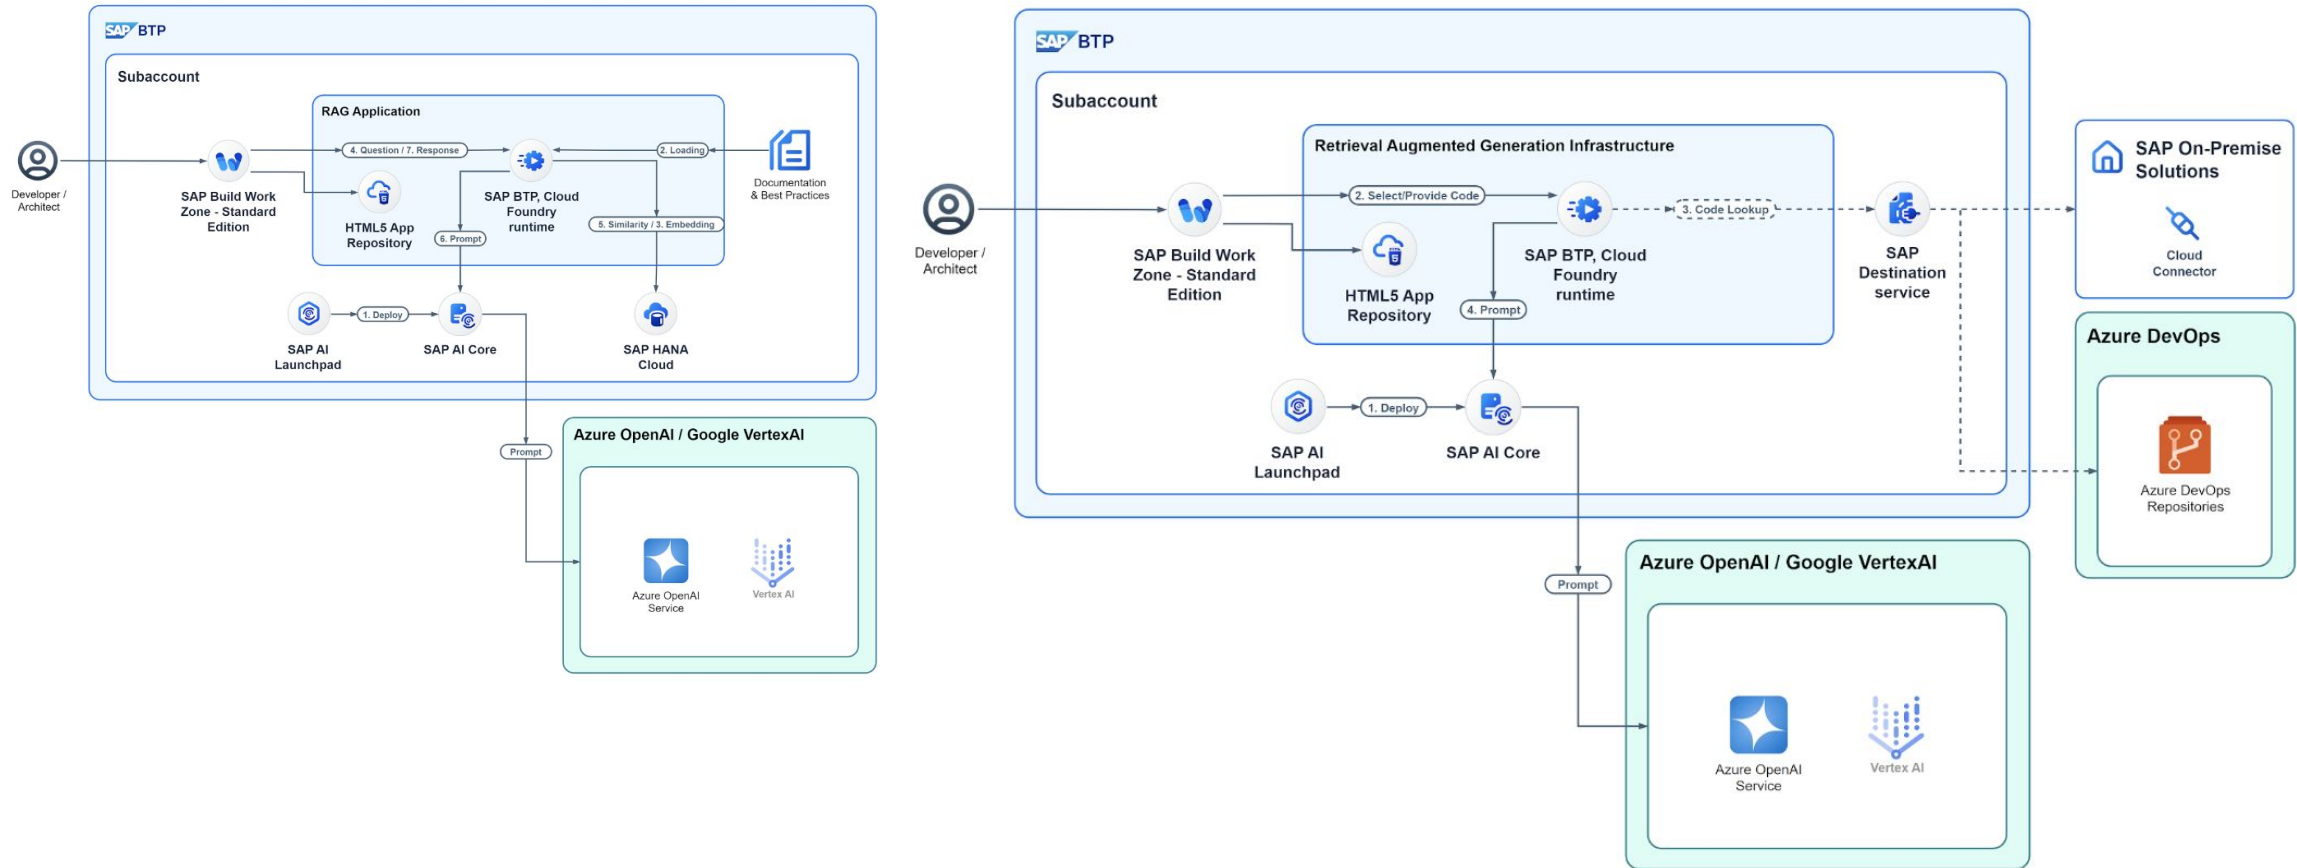 SAP BTP
Subaccount
RAG Application
Developer /
Architect
4. Question / 7. Response
2. Loading
SAP Build Work
Zone - Standard
Edition
HTML5 App
Repository
SAP BTP, Cloud
Foundry
runtime
Documentation
& Best Practices
5. Similarity / 3. Embedding
6. Prompt
1. Deploy
SAP AI
Launchpad
SAP AI Core
SAP HANA
Cloud
Prompt
Azure OpenAI / Google VertexAI
Azure OpenAI
Service
Vertex AI
SAP BTP
Subaccount
Retrieval Augmented Generation Infrastructure
Developer /
Architect
2. Select/Provide Code
3. Code Lookup
SAP Build Work
Zone - Standard
Edition
HTML5 App
Repository
SAP BTP, Cloud
Foundry
runtime
SAP
Destination
service
4. Prompt
1. Deploy
SAP AI
Launchpad
SAP AI Core
SAP On-Premise
Solutions
Cloud
Connector
Azure DevOps
Azure DevOps
Repositories
Prompt
Azure OpenAI / Google VertexAI
Azure OpenAI
Service
Vertex AI